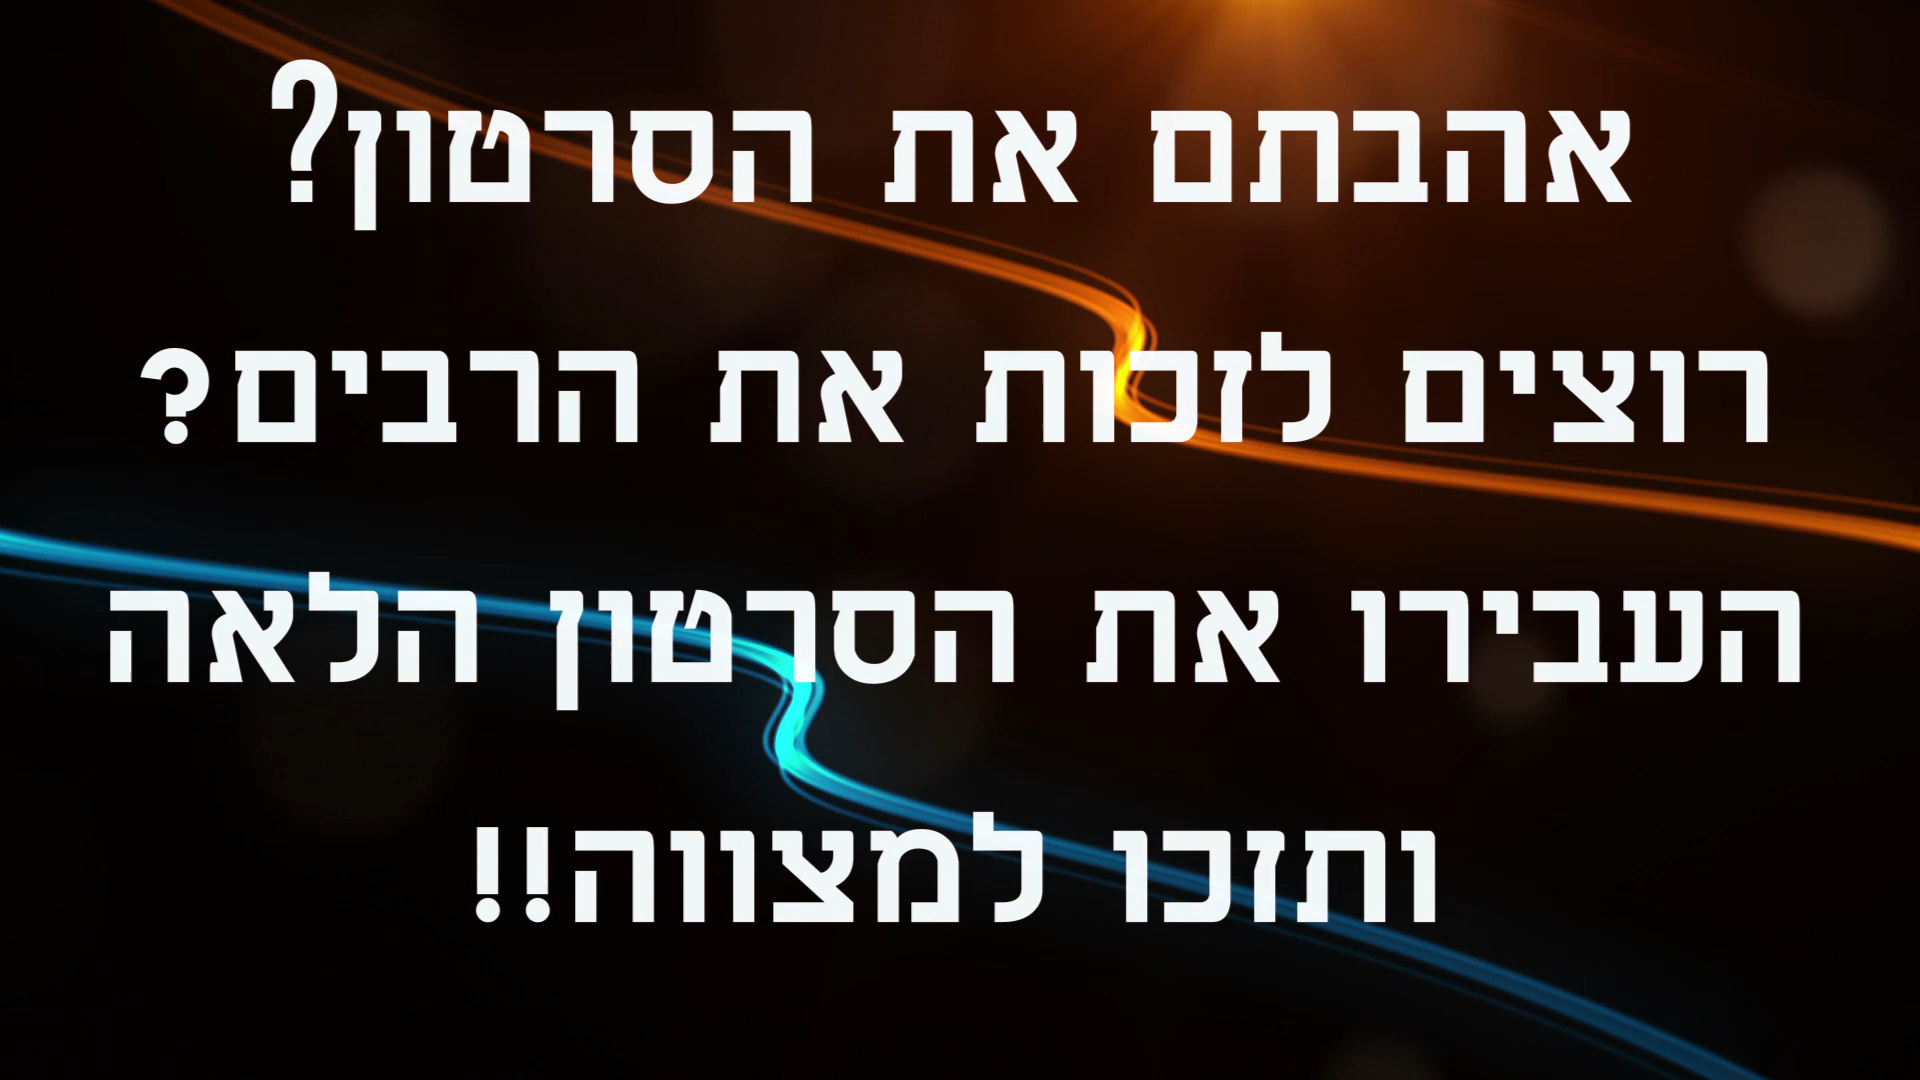 אהבתם את הסרטון?
רוצים לזכות את הרבים?
העבירו את הסרטון הלאה
ותזכו למצווה!!